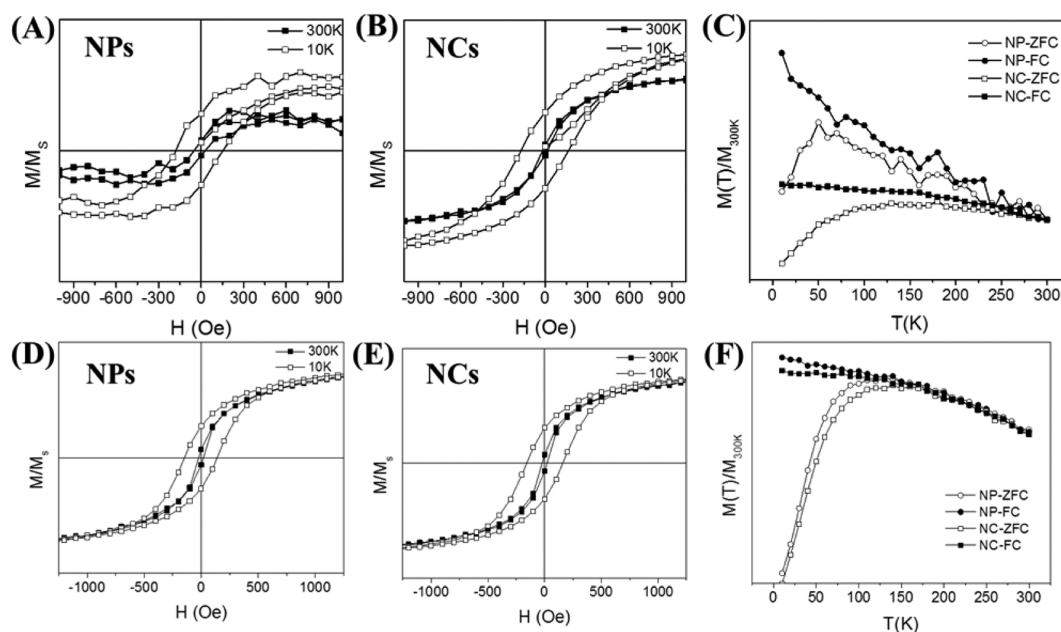 (A) NPs 300K
10K
M/Ms
-900 -600 -300 0 300 600 900
H (Oe)
(B) NCs 300K
10K
M/Ms
-900 -600 -300 0 300 600 900
H (Oe)
(C) NP-ZFC
NP-FC
NC-ZFC
NC-FC
M(T)/M300K
0 50 100 150 200 250 300
T(K)
(D) NPs 300K
10K
M/Ms
-1000 -500 0 500 1000
H (Oe)
(E) NCs 300K
10K
M/Ms
-1000 -500 0 500 1000
H (Oe)
(F)
M(T)/M300K
NP-ZFC
NP-FC
NC-ZFC
NC-FC
0 50 100 150 200 250 300
T(K)